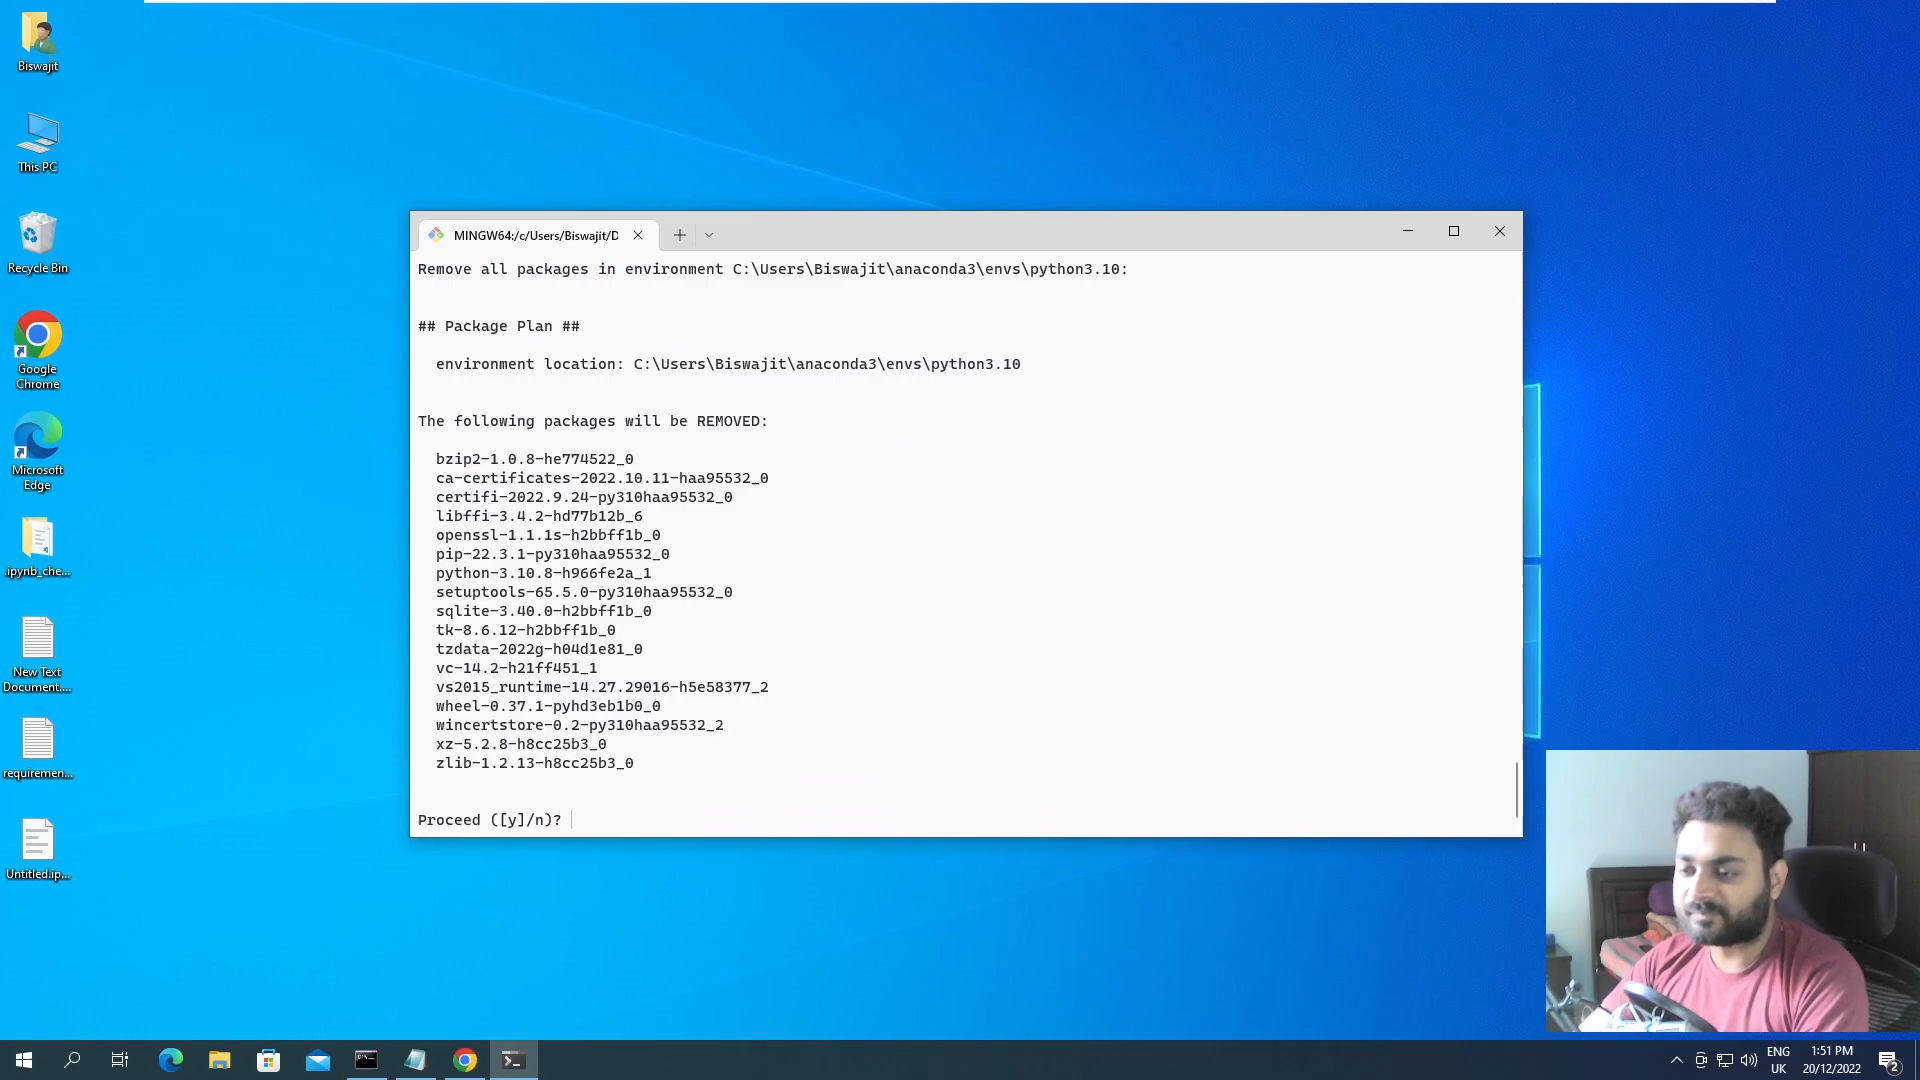 Biswajit
This PC
Recycle Bin
Google
Chrome
Microsoft
Edge
.ipynb_che...
New Text
Document....
requiremen...
Untitled.ip...
MINGW64:/c/Users/Biswajit/D
Remove all packages in environment C:\Users\Biswajit\anaconda3\envs\python3.10:
## Package Plan ##
environment location: C:\Users\Biswajit\anaconda3\envs\python3.10
The following packages will be REMOVED:
bzip2-1.0.8-he774522_0
ca-certificates-2022.10.11-haa95532_0
certifi-2022.9.24-py310haa95532_0
libffi-3.4.2-hd77b12b_6
openssl-1.1.1s-h2bbff1b_0
pip-22.3.1-py310haa95532_0
python-3.10.8-h966fe2a_1
setuptools-65.5.0-py310haa95532_0
sqlite-3.40.0-h2bbff1b_0
tk-8.6.12-h2bbff1b_0
tzdata-2022g-h04d1e81_0
vc-14.2-h21ff451_1
vs2015_runtime-14.27.29016-h5e58377_2
wheel-0.37.1-pyhd3eb1b0_0
wincertstore-0.2-py310haa95532_2
xz-5.2.8-h8cc25b3_0
zlib-1.2.13-h8cc25b3_0
Proceed ([y]/n)?
ENG
UK
1:51 PM
20/12/2022
2